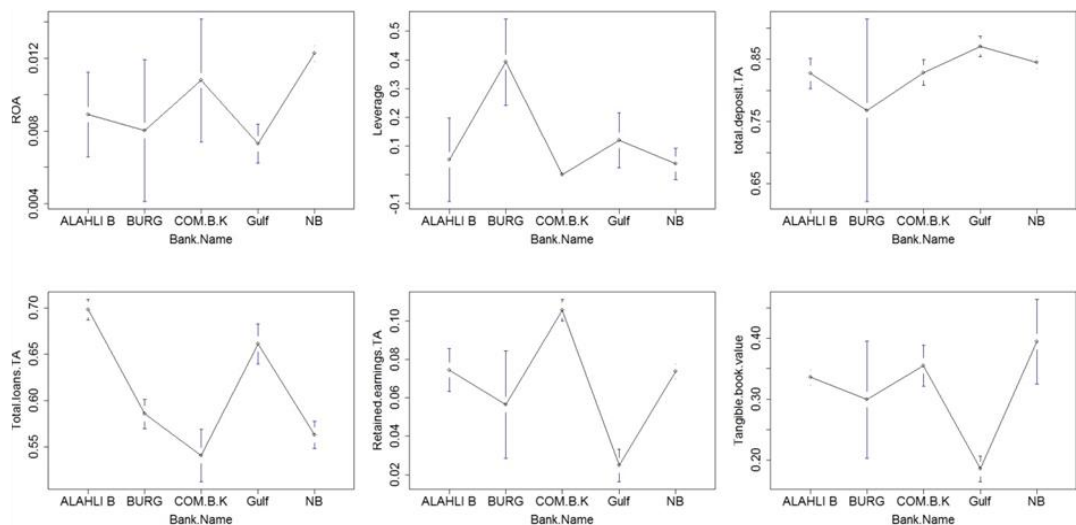 ROA
0.012
0.008
0.004
ALAHLI B BURG COM.B.K Gulf NB
Bank.Name
Leverage
0.5
0.4
0.3
0.2
0.1
-0.1
ALAHLI B BURG COM.B.K Gulf NB
Bank.Name
total.deposit.TA
0.85
0.75
0.65
ALAHLI B BURG COM.B.K Gulf NB
Bank.Name
Total.loans.TA
0.70
0.65
0.60
0.55
ALAHLI B BURG COM.B.K Gulf NB
Bank.Name
Retained.earnings.TA
0.10
0.08
0.06
0.04
0.02
ALAHLI B BURG COM.B.K Gulf NB
Bank.Name
Tangible.book.value
0.40
0.30
0.20
ALAHLI B BURG COM.B.K Gulf NB
Bank.Name